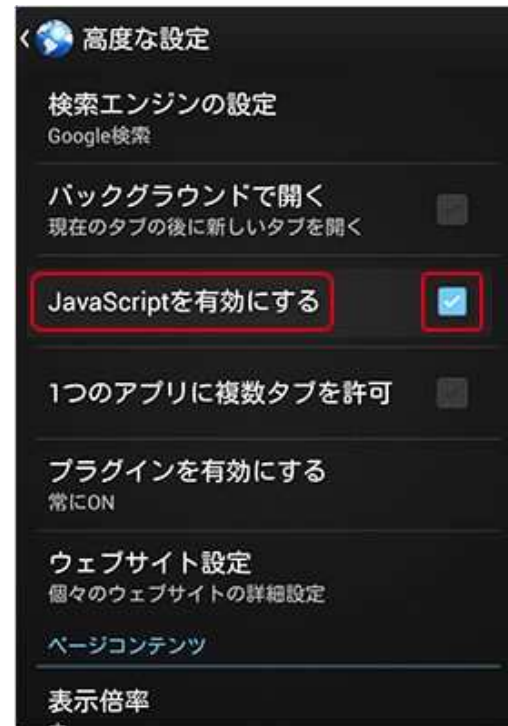 高度な設定
検索エンジンの設定
Google検索
バックグラウンドで開く
現在のタブの後に新しいタブを開く
JavaScriptを有効にする
1つのアプリに複数タブを許可
プラグインを有効にする
常にON
ウェブサイト設定
個々のウェブサイトの詳細設定
ページコンテンツ
表示倍率